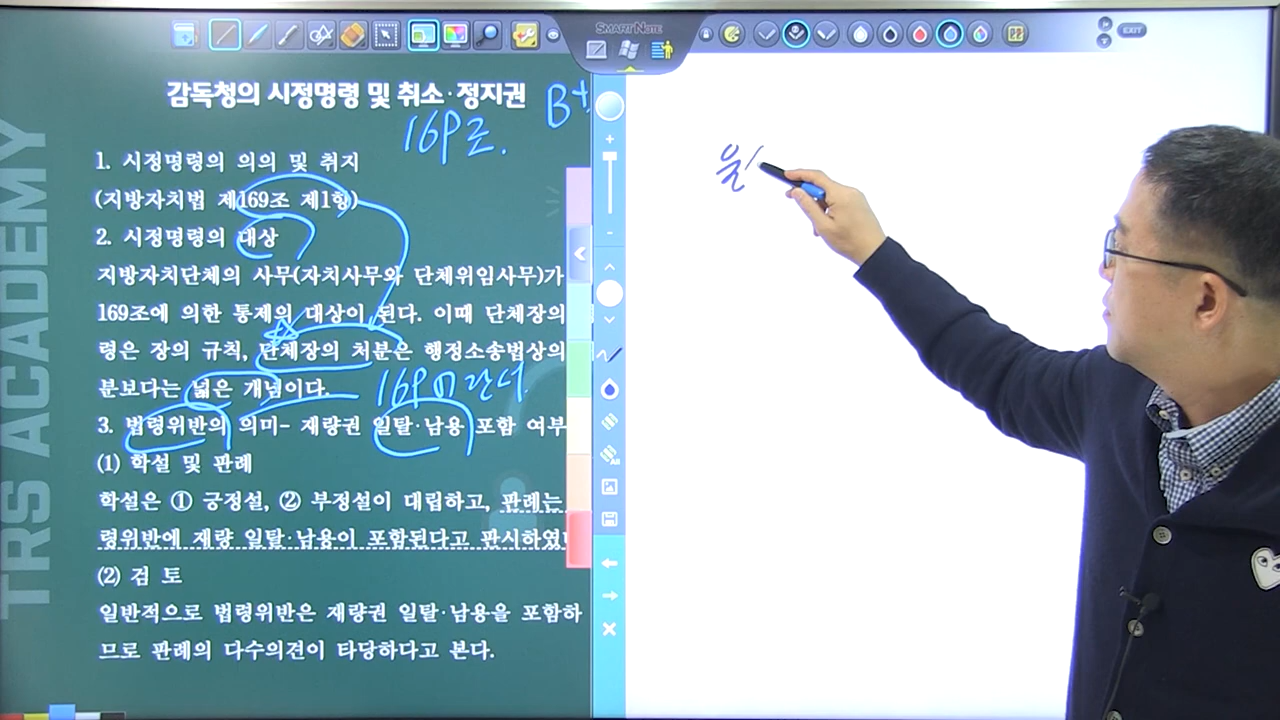 SMART NOTE
EXIT
감독청의 시정명령 및 취소·정지권
B+
169조.
1. 시정명령의 의의 및 취지
(지방자치법 제169조 제1항)
2. 시정명령의 대상
지방자치단체의 사무(자치사무와 단체위임사무)가
169조에 의한 통제의 대상이 된다. 이때 단체장의
령은 장의 규칙, 단체장의 처분은 행정소송법상의
분보다는 넓은 개념이다.
3. 법령위반의 의미- 재량권 일탈·남용 포함 여부
(1) 학설 및 판례
학설은 ① 긍정설, ② 부정설이 대립하고, 판례는
령위반에 재량 일탈·남용이 포함된다고 판시하였
(2) 검 토
일반적으로 법령위반은 재량권 일탈·남용을 포함하
므로 판례의 다수의견이 타당하다고 본다.
TRS ACADEMY
울
All